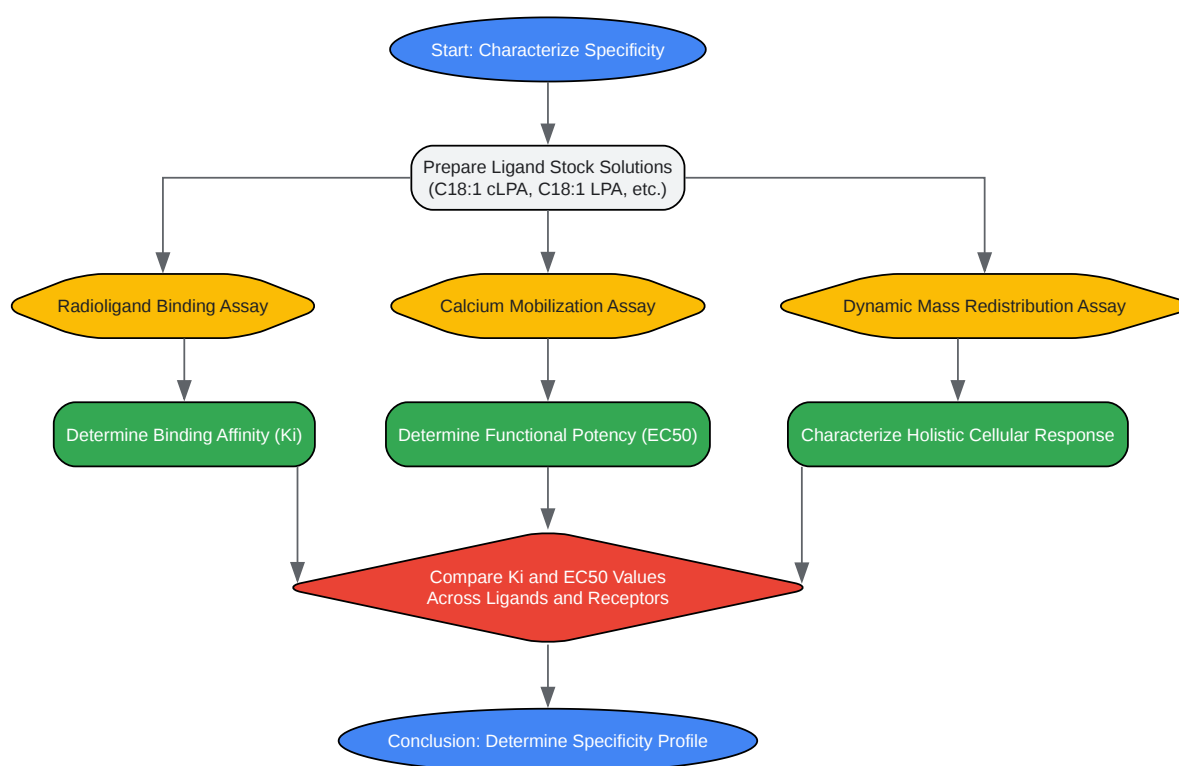 Start: Characterize Specificity
Prepare Ligand Stock Solutions
(C18:1 cLPA, C18:1 LPA, etc.)
Radioligand Binding Assay
Calcium Mobilization Assay
Dynamic Mass Redistribution Assay
Determine Binding Affinity (Ki)
Determine Functional Potency (EC50)
Characterize Holistic Cellular Response
Compare Ki and EC50 Values
Across Ligands and Receptors
Conclusion: Determine Specificity Profile